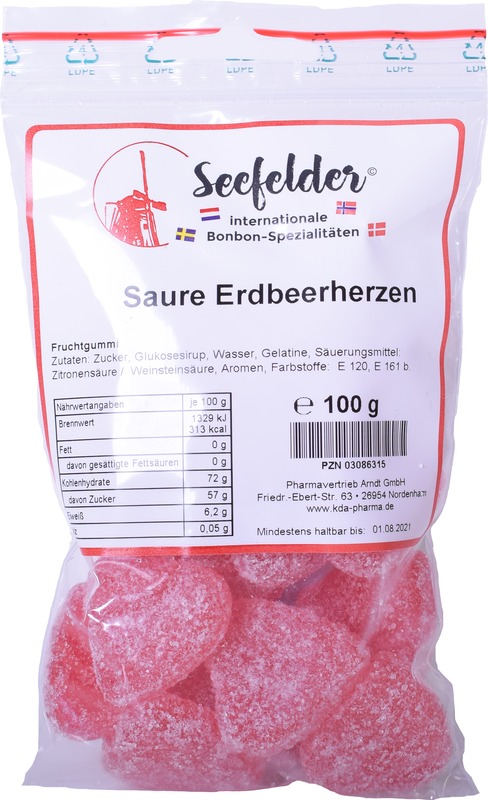 LDPE LDPE LDPE LDPE
Seefelder©
internationale
Bonbon-Spezialitäten
Saure Erdbeerherzen
Fruchtgummi
Zutaten: Zucker, Glukosesirup, Wasser, Gelatine, Säuerungsmittel:
Zitronensäure / Weinsteinsäure, Aromen, Farbstoffe: E 120, E 161 b.
Nährwertangaben je 100 g
Brennwert 1329 kJ
313 kcal
Fett 0 g
davon gesättigte Fettsäuren 0 g
Kohlenhydrate 72 g
davon Zucker 57 g
Eiweiß 6,2 g
0,05 g
℮ 100 g
PZN 03086315
Pharmavertrieb Arndt GmbH
Friedr.-Ebert-Str. 63 • 26954 Nordenham
www.kda-pharma.de
Mindestens haltbar bis: 01.08.2021